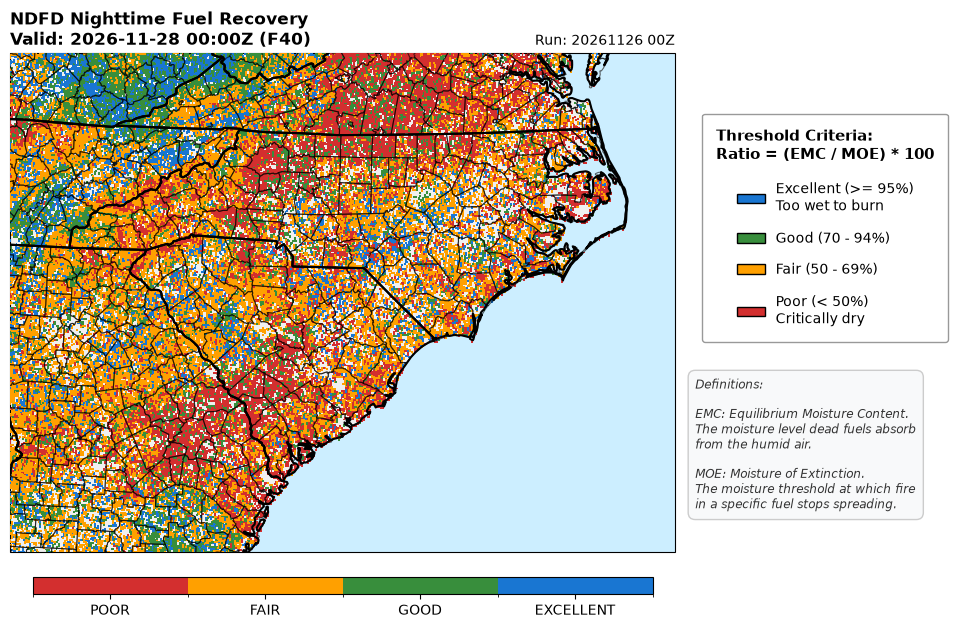 NDFD Nighttime Fuel Recovery
Valid: 2026-11-28 00:00Z (F40)
Run: 20261126 00Z
Threshold Criteria:
Ratio = (EMC / MOE) * 100
Excellent (>= 95%)
Too wet to burn
Good (70 - 94%)
Fair (50 - 69%)
Poor (< 50%)
Critically dry
Definitions:
EMC: Equilibrium Moisture Content.
The moisture level dead fuels absorb
from the humid air.
MOE: Moisture of Extinction.
The moisture threshold at which fire
in a specific fuel stops spreading.
POOR
FAIR
GOOD
EXCELLENT